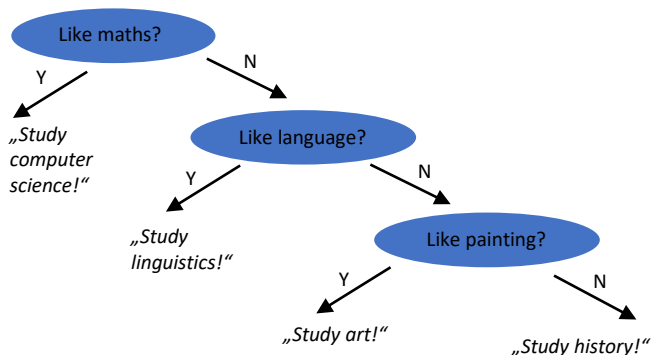 Like maths?
Y
N
„Study
computer
science!“
Like language?
Y
N
„Study
linguistics!“
Like painting?
Y
N
„Study art!“
„Study history!“